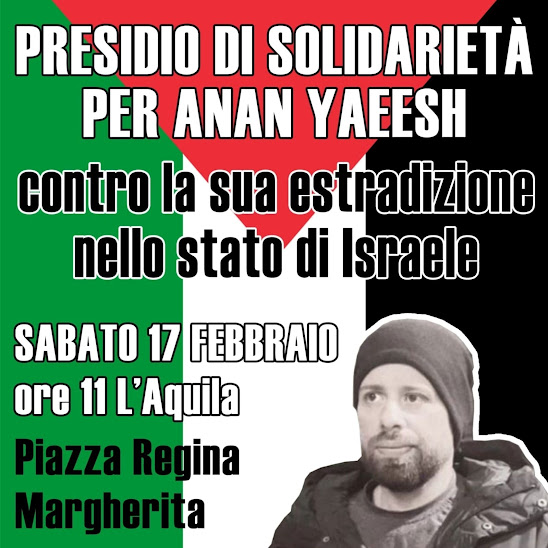 PRESIDIO DI SOLIDARIETÀ
PER ANAN YAEESH
contro la sua estradizione
nello stato di Israele
SABATO 17 FEBBRAIO
ore 11 L'Aquila
Piazza Regina
Margherita